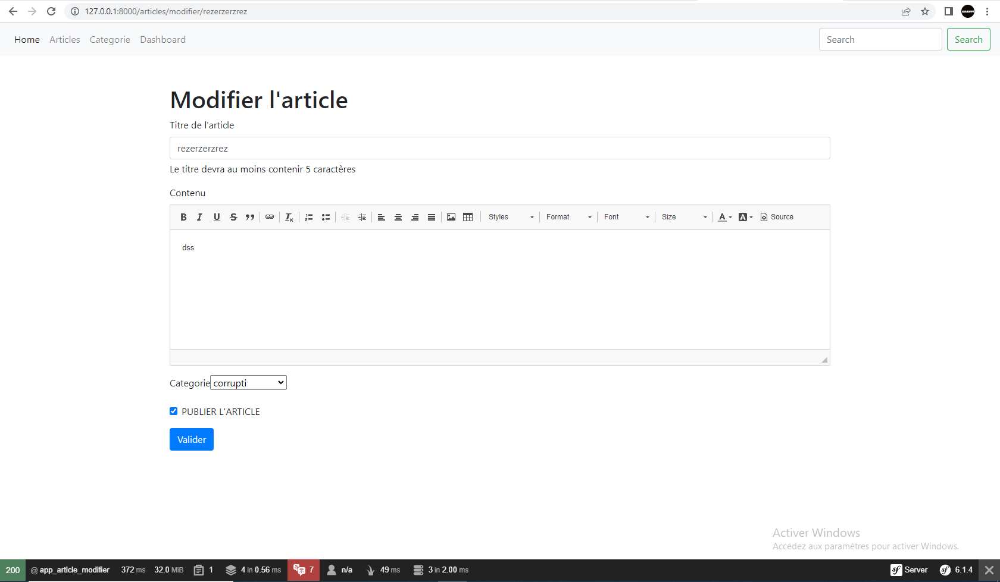 127.0.0.1:8000/articles/modifier/rezerzerzrez
Home Articles Categorie Dashboard Search Search
Modifier l'article
Titre de l'article
rezerzerzrez
Le titre devra au moins contenir 5 caractères
Contenu
Styles Format Font Size Source
dss
Categorie corrupti
PUBLIER L'ARTICLE
Valider
Activer Windows
Accédez aux paramètres pour activer Windows.
200 @ app_article_modifier 372 ms 32.0 MiB 1 4 in 0.56 ms 7 n/a 49 ms 3 in 2.00 ms Server 6.1.4